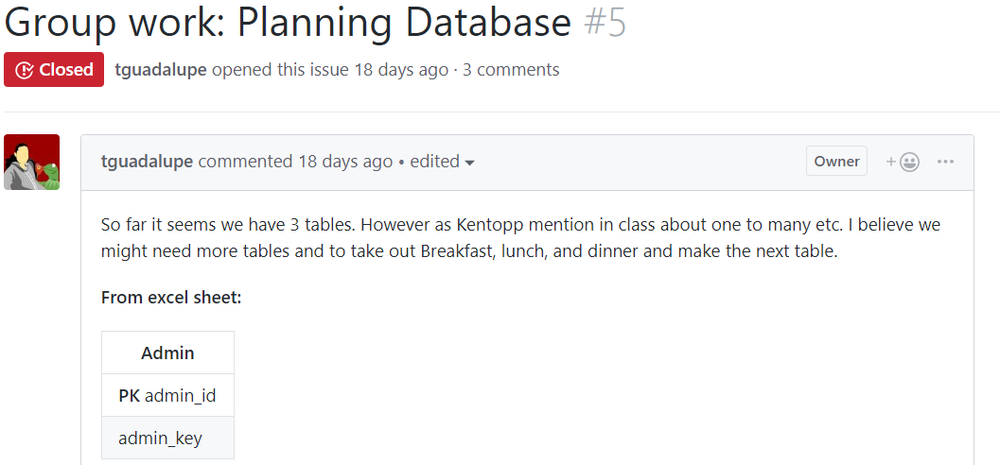 Group work: Planning Database #5
Closed tguadalupe opened this issue 18 days ago · 3 comments
tguadalupe commented 18 days ago • edited Owner
So far it seems we have 3 tables. However as Kentopp mention in class about one to many etc. I believe we
might need more tables and to take out Breakfast, lunch, and dinner and make the next table.
From excel sheet:
Admin
PK admin_id
admin_key